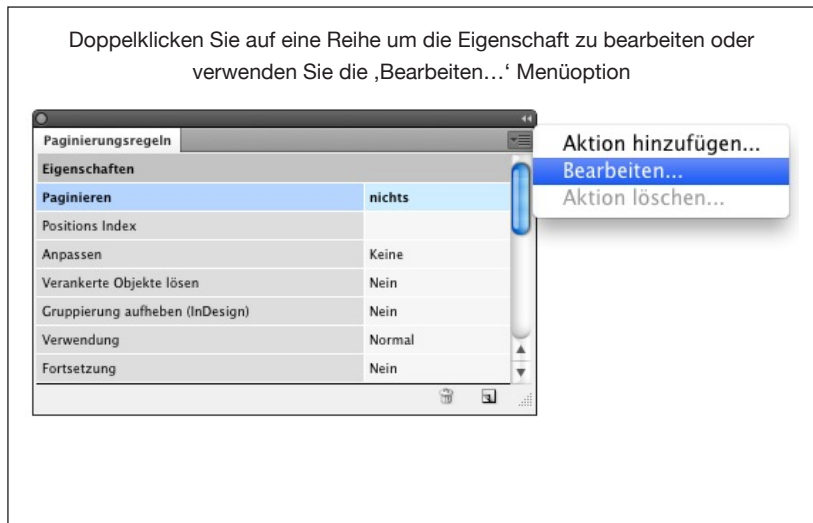 Doppelklicken Sie auf eine Reihe um die Eigenschaft zu bearbeiten oder
verwenden Sie die ‚Bearbeiten…‘ Menüoption
Paginierungsregeln
Eigenschaften
Paginieren nichts
Positions Index
Anpassen Keine
Verankerte Objekte lösen Nein
Gruppierung aufheben (InDesign) Nein
Verwendung Normal
Fortsetzung Nein
Aktion hinzufügen...
Bearbeiten...
Aktion löschen...